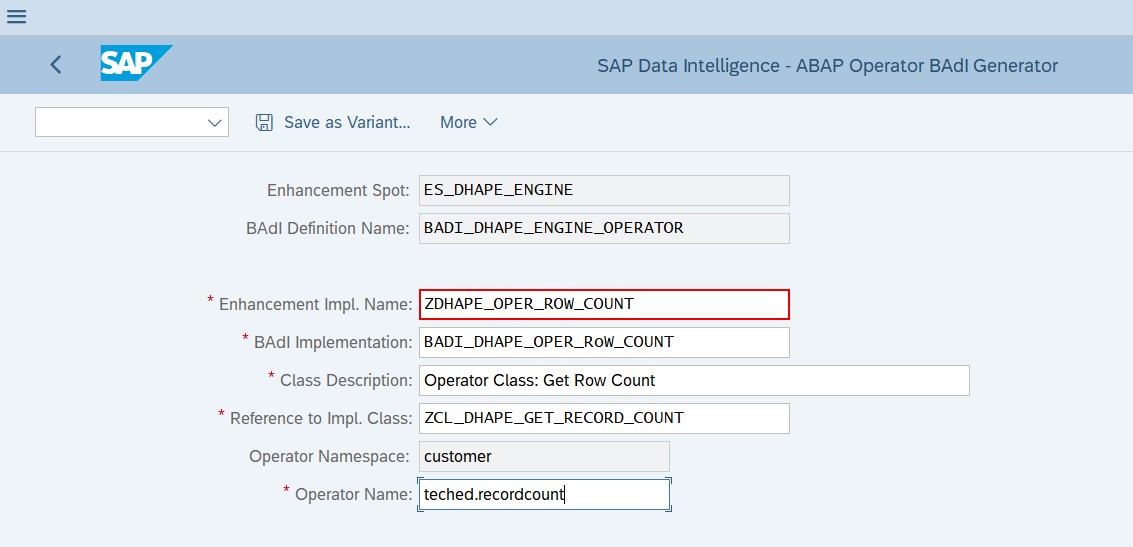 SAP
SAP Data Intelligence - ABAP Operator BAdI Generator
Save as Variant... More
Enhancement Spot: ES_DHAPE_ENGINE
BAdI Definition Name: BADI_DHAPE_ENGINE_OPERATOR
* Enhancement Impl. Name: ZDHAPE_OPER_ROW_COUNT
* BAdI Implementation: BADI_DHAPE_OPER_RoW_COUNT
* Class Description: Operator Class: Get Row Count
* Reference to Impl. Class: ZCL_DHAPE_GET_RECORD_COUNT
Operator Namespace: customer
* Operator Name: teched.recordcount